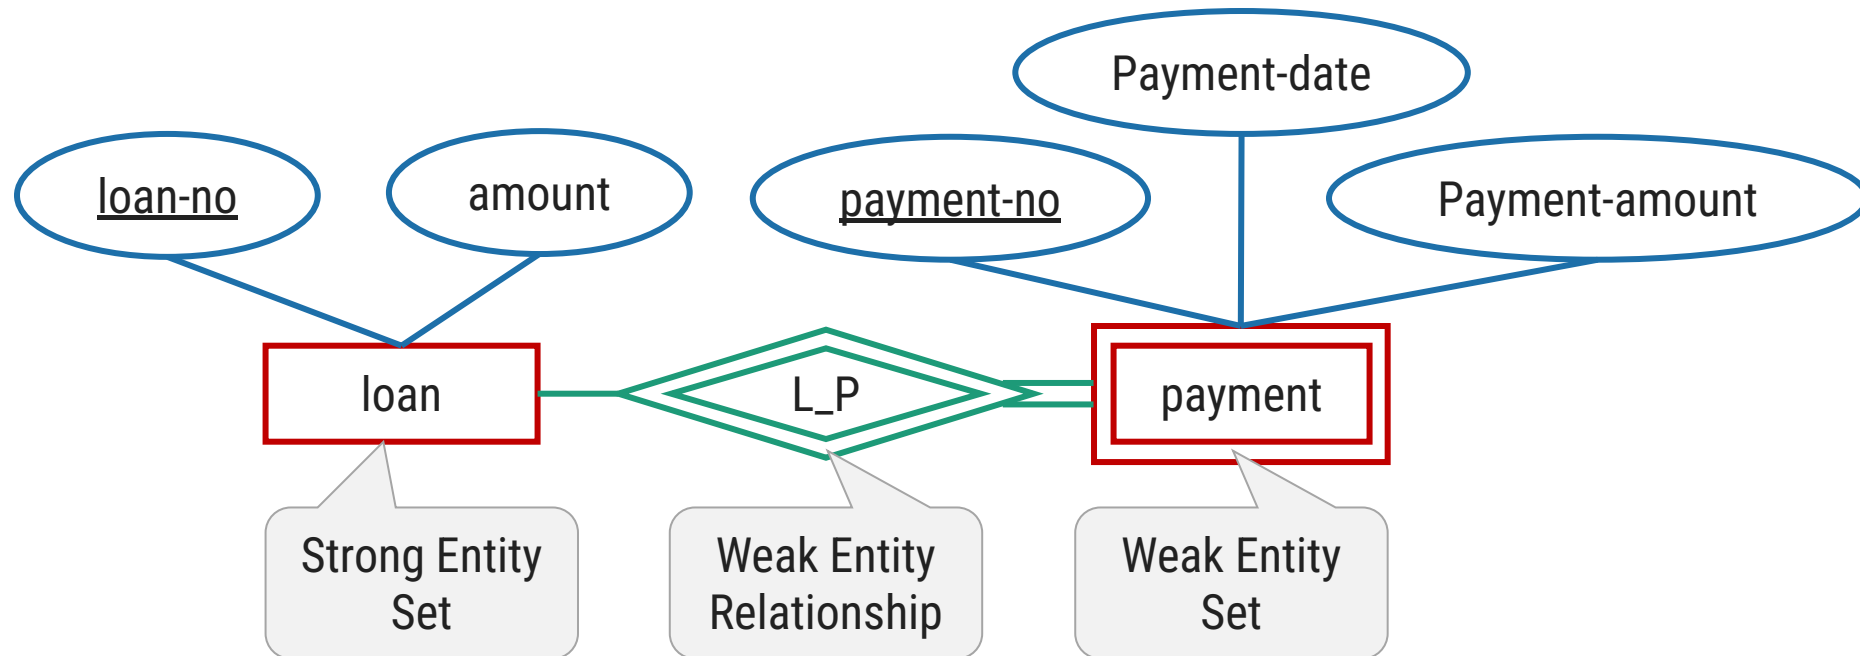 Payment-date
loan-no
amount
payment-no
Payment-amount
loan
L_P
payment
Strong Entity
Set
Weak Entity
Relationship
Weak Entity
Set